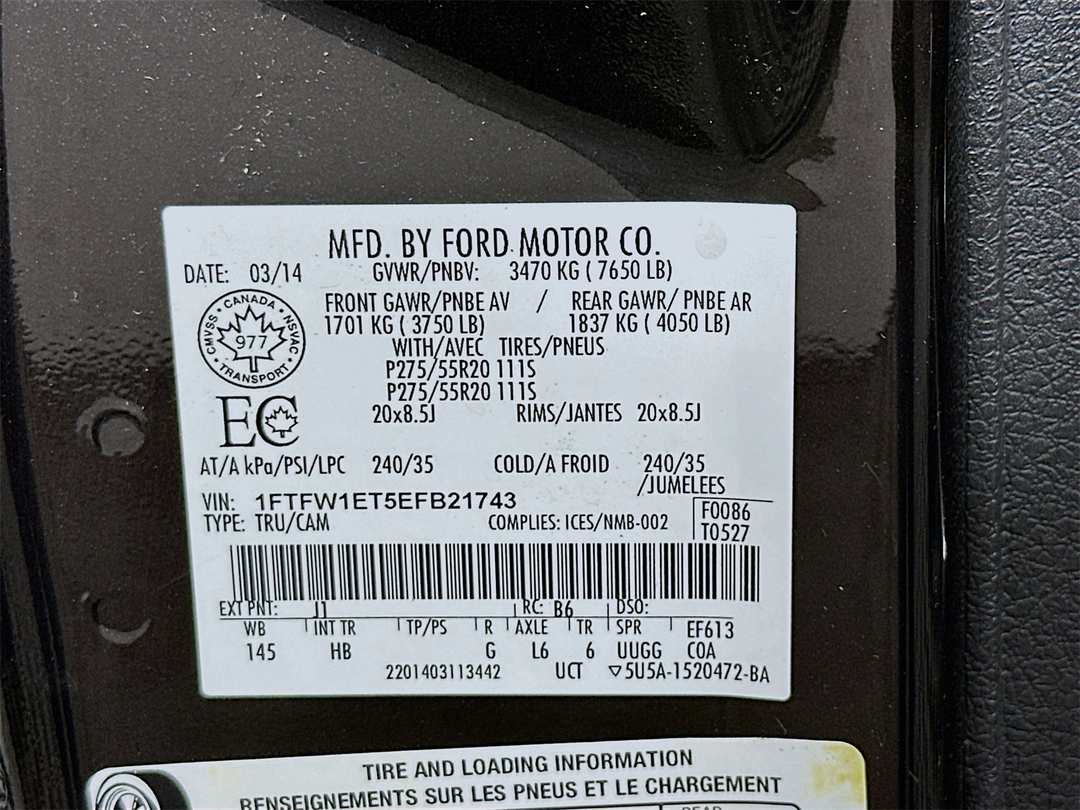 MFD. BY FORD MOTOR CO.
DATE: 03/14 GVWR/PNBV: 3470 KG ( 7650 LB)
FRONT GAWR/PNBE AV / REAR GAWR/ PNBE AR
1701 KG ( 3750 LB) 1837 KG ( 4050 LB)
WITH/AVEC TIRES/PNEUS
P275/55R20 111S
P275/55R20 111S
20x8.5J RIMS/JANTES 20x8.5J
CANADA
CMVSS 977 NSVAC
TRANSPORT
EC
AT/A kPa/PSI/LPC 240/35 COLD/A FROID 240/35
/JUMELEES
VIN: 1FTFW1ET5EFB21743
TYPE: TRU/CAM COMPLIES: ICES/NMB-002
F0086
T0527
EXT PNT: J1 RC: B6 DSO:
WB INT TR TP/PS R AXLE TR SPR EF613
145 HB G L6 6 UUGG COA
2201403113442 UCT ▽5U5A-1520472-BA
TIRE AND LOADING INFORMATION
RENSEIGNEMENTS SUR LES PNEUS ET LE CHARGEMENT